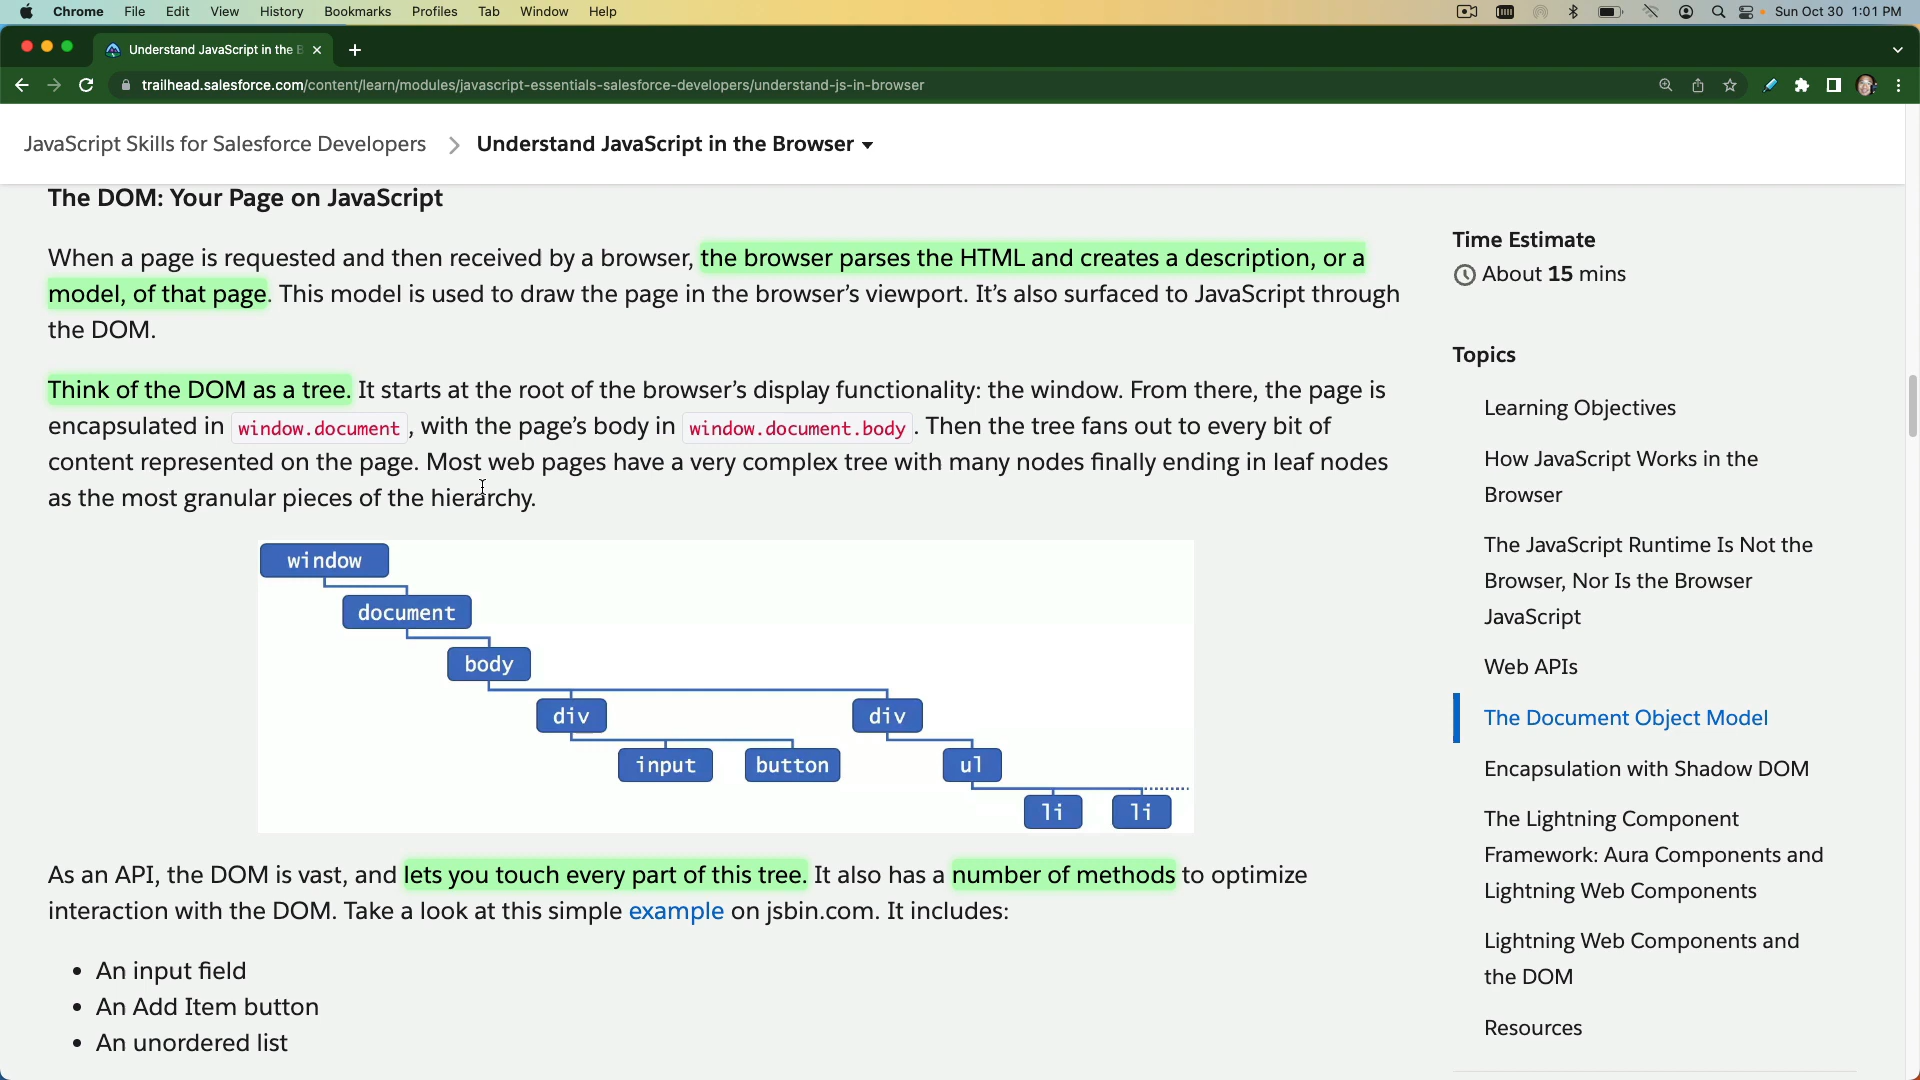 Chrome File Edit View History Bookmarks Profiles Tab Window Help Sun Oct 30 1:01 PM
Understand JavaScript in the B
trailhead.salesforce.com/content/learn/modules/javascript-essentials-salesforce-developers/understand-js-in-browser
JavaScript Skills for Salesforce Developers > Understand JavaScript in the Browser
The DOM: Your Page on JavaScript
When a page is requested and then received by a browser, the browser parses the HTML and creates a description, or a
model, of that page. This model is used to draw the page in the browser’s viewport. It’s also surfaced to JavaScript through
the DOM.
Think of the DOM as a tree. It starts at the root of the browser’s display functionality: the window. From there, the page is
encapsulated in window.document, with the page’s body in window.document.body. Then the tree fans out to every bit of
content represented on the page. Most web pages have a very complex tree with many nodes finally ending in leaf nodes
as the most granular pieces of the hierarchy.
window
document
body
div div
input button ul
li li
As an API, the DOM is vast, and lets you touch every part of this tree. It also has a number of methods to optimize
interaction with the DOM. Take a look at this simple example on jsbin.com. It includes:
• An input field
• An Add Item button
• An unordered list
Time Estimate
About 15 mins
Topics
Learning Objectives
How JavaScript Works in the
Browser
The JavaScript Runtime Is Not the
Browser, Nor Is the Browser
JavaScript
Web APIs
The Document Object Model
Encapsulation with Shadow DOM
The Lightning Component
Framework: Aura Components and
Lightning Web Components
Lightning Web Components and
the DOM
Resources